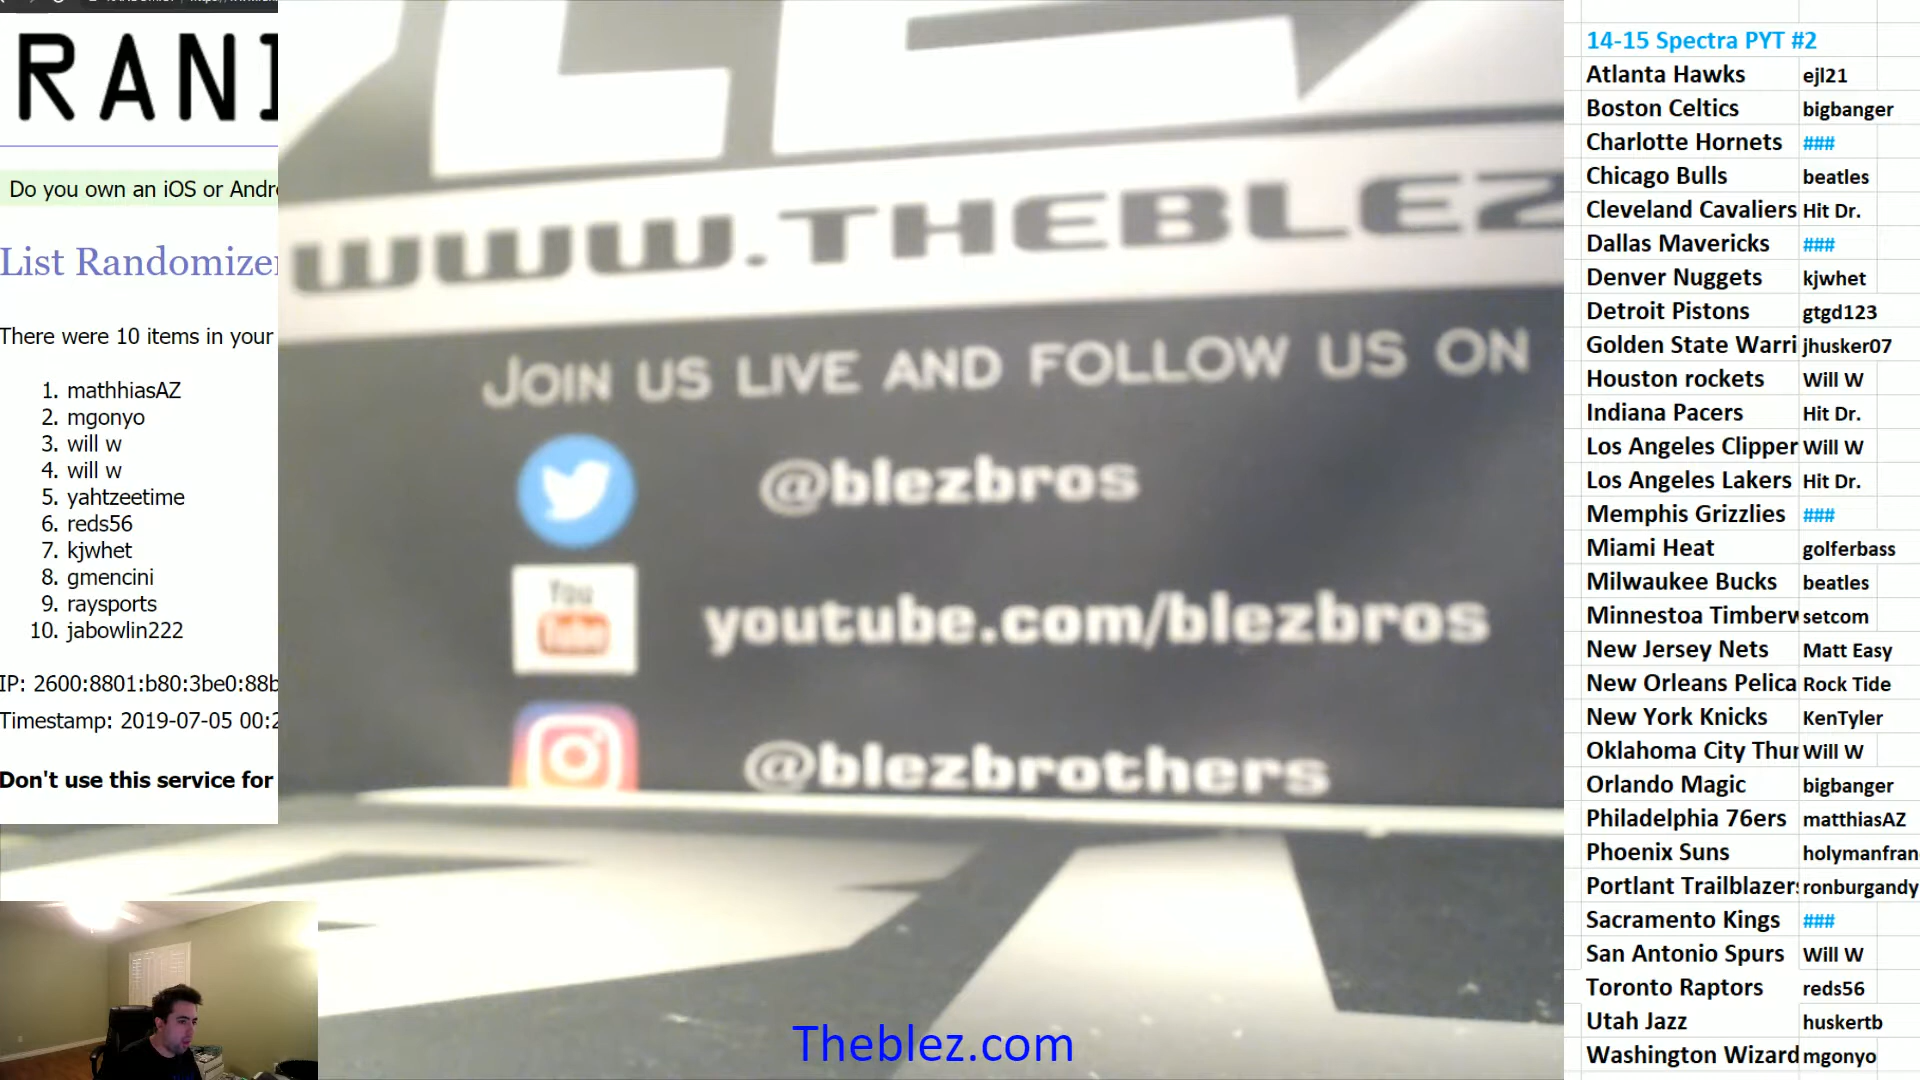 RAN
Do you own an iOS or Andr
List Randomizer
There were 10 items in your
1. mathhiasAZ
2. mgonyo
3. will w
4. will w
5. yahtzeetime
6. reds56
7. kjwhet
8. gmencini
9. raysports
10. jabowlin222
IP: 2600:8801:b80:3be0:88b
Timestamp: 2019-07-05 00:2
Don't use this service for
WWW.THEBLEZ
JOIN US LIVE AND FOLLOW US ON
@blezbros
You Tube
youtube.com/blezbros
@blezbrothers
Theblez.com
14-15 Spectra PYT #2
Atlanta Hawks ejl21
Boston Celtics bigbanger
Charlotte Hornets ###
Chicago Bulls beatles
Cleveland Cavaliers Hit Dr.
Dallas Mavericks ###
Denver Nuggets kjwhet
Detroit Pistons gtgd123
Golden State Warri jhusker07
Houston rockets Will W
Indiana Pacers Hit Dr.
Los Angeles Clipper Will W
Los Angeles Lakers Hit Dr.
Memphis Grizzlies ###
Miami Heat golferbass
Milwaukee Bucks beatles
Minnestoa Timberw setcom
New Jersey Nets Matt Easy
New Orleans Pelica Rock Tide
New York Knicks KenTyler
Oklahoma City Thu Will W
Orlando Magic bigbanger
Philadelphia 76ers matthiasAZ
Phoenix Suns holymanfran
Portlant Trailblazers ronburgandy
Sacramento Kings ###
San Antonio Spurs Will W
Toronto Raptors reds56
Utah Jazz huskertb
Washington Wizard mgonyo